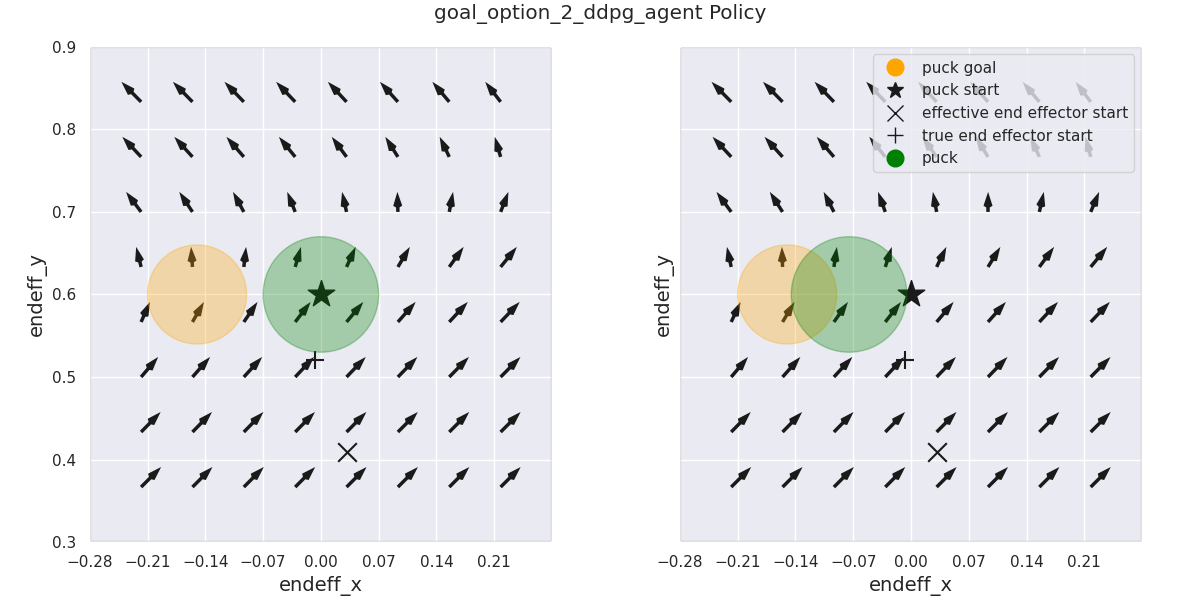 goal_option_2_ddpg_agent Policy
0.9
0.8
0.7
0.6
0.5
0.4
0.3
endeff_y
−0.28 −0.21 −0.14 −0.07 0.00 0.07 0.14 0.21
endeff_x
puck goal
puck start
effective end effector start
true end effector start
puck
endeff_y
−0.28 −0.21 −0.14 −0.07 0.00 0.07 0.14 0.21
endeff_x